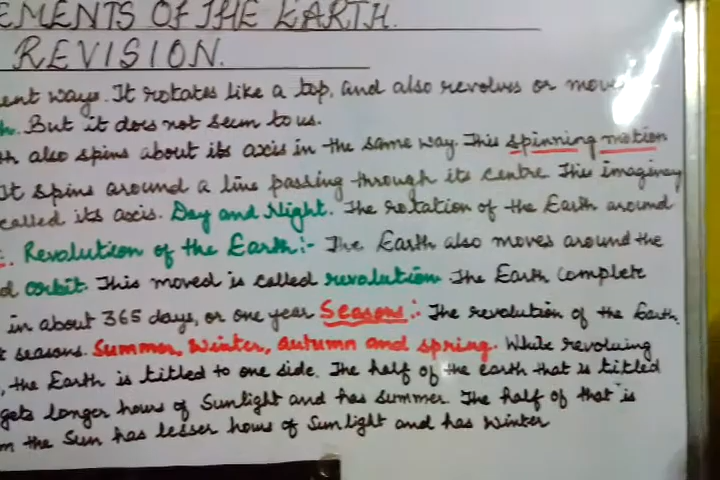 EMENTS OF THE EARTH.
REVISION.
ent ways. It rotates like a top, and also revolves or mov
h. But it does not seem to us.
th also spins about its axis in the same way. This spinning motion
It spins around a line passing through its centre This imaginary
called its axis. Day and Night. The rotation of the Earth around
Revolution of the Earth:- The Earth also moves around the
d orbit. This moved is called revolution The Earth complete
in about 365 days, or one year Seasons:- The revolution of the Earth,
seasons. Summer, Winter, autumn and spring. While revoluing
, the Earth is titled to one side. The half of the earth that is titled
gets longer hours of Sunlight and has summer The half of that is
m the Sun has lesser hours of Sunlight and has Winter